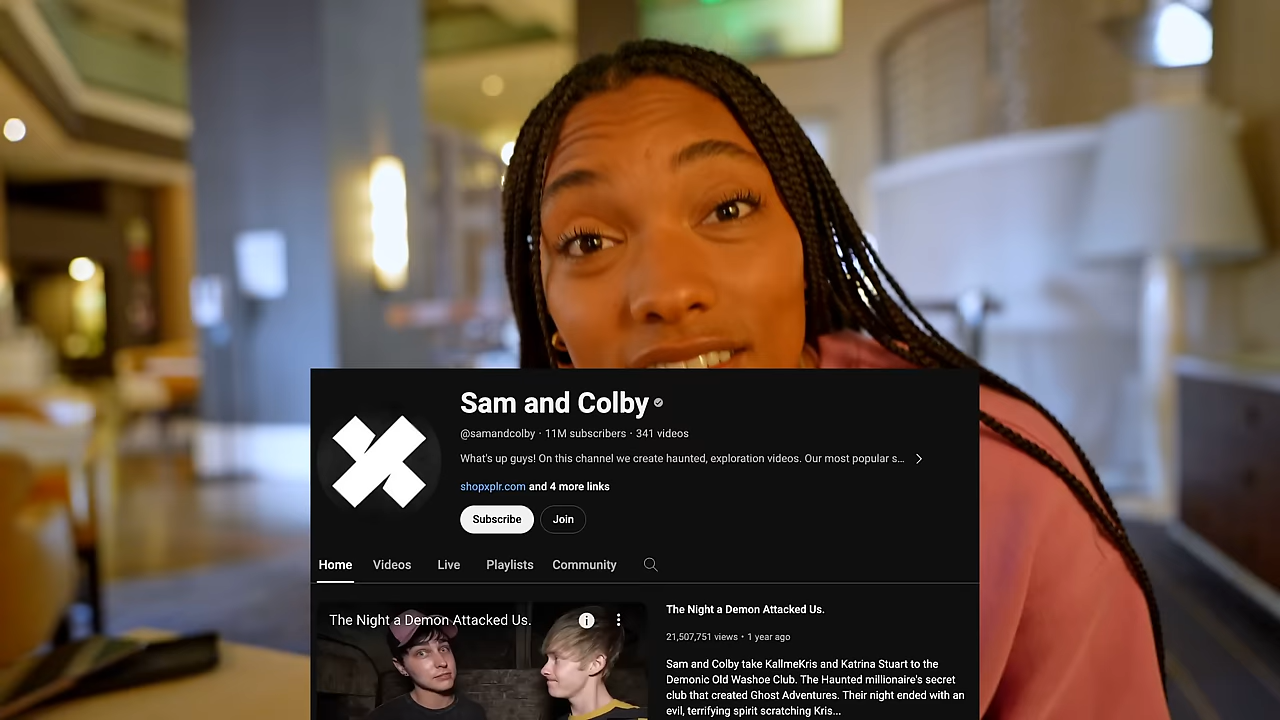 Sam and Colby
@samandcolby · 11M subscribers · 341 videos
What's up guys! On this channel we create haunted, exploration videos. Our most popular s...
shopxplr.com and 4 more links
Subscribe Join
Home Videos Live Playlists Community
The Night a Demon Attacked Us.
The Night a Demon Attacked Us.
21,507,751 views · 1 year ago
Sam and Colby take KallmeKris and Katrina Stuart to the
Demonic Old Washoe Club. The Haunted millionaire's secret
club that created Ghost Adventures. Their night ended with an
evil, terrifying spirit scratching Kris...